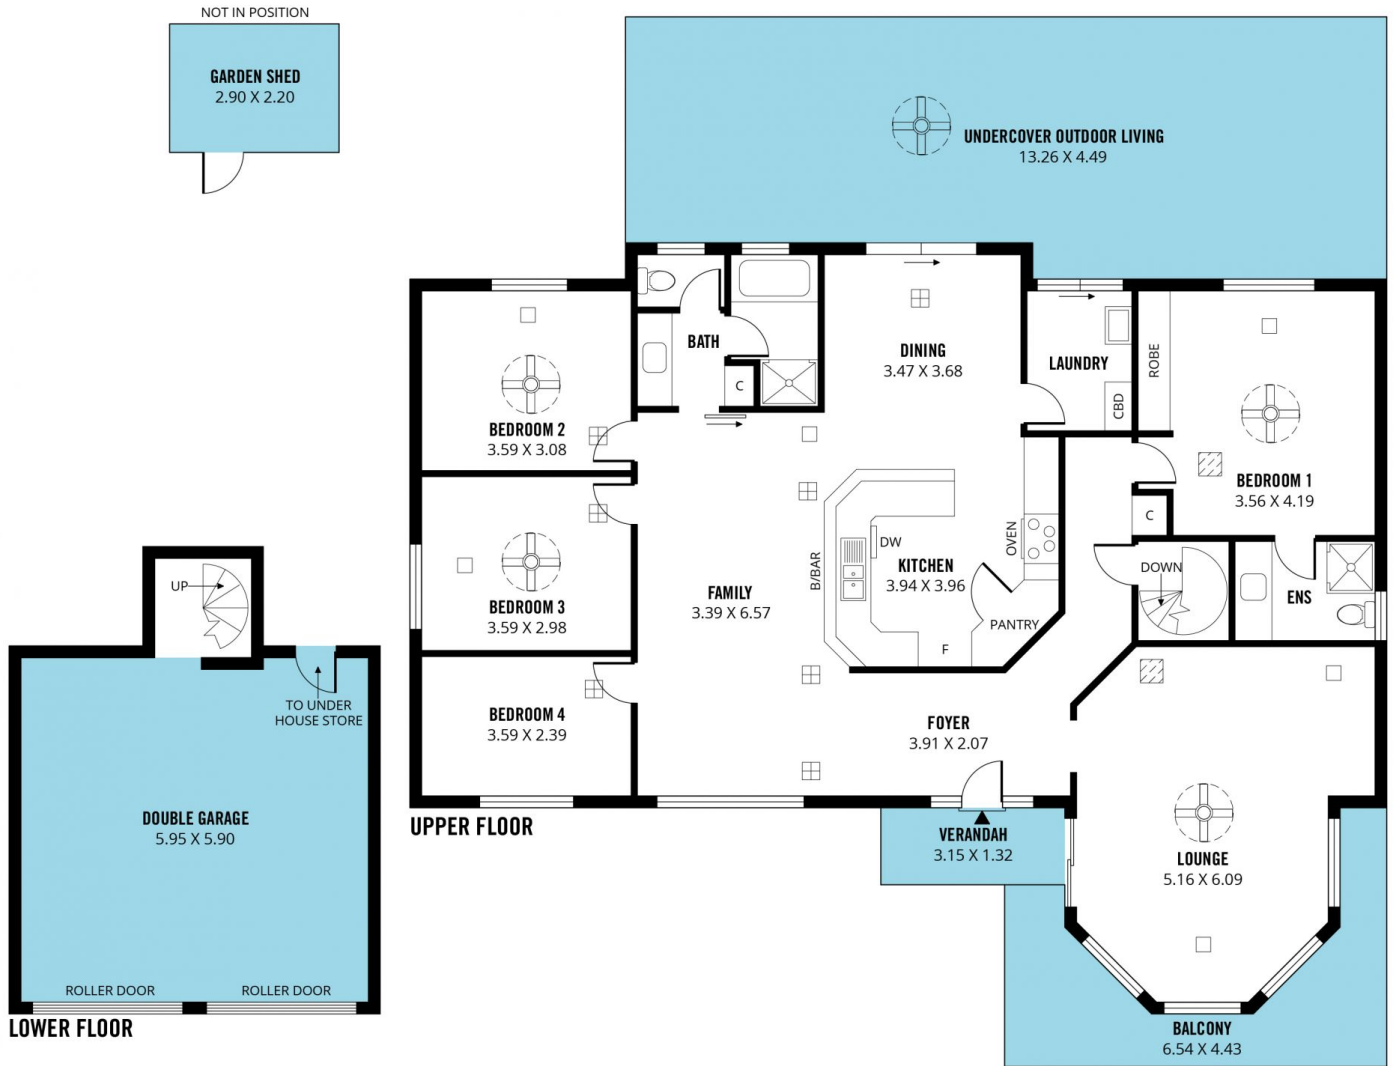 NOT IN POSITION
GARDEN SHED
2.90 X 2.20
UNDERCOVER OUTDOOR LIVING
13.26 X 4.49
BATH
C
DINING
3.47 X 3.68
LAUNDRY
CBD
ROBE
BEDROOM 2
3.59 X 3.08
BEDROOM 1
3.56 X 4.19
C
BEDROOM 3
3.59 X 2.98
FAMILY
3.39 X 6.57
B/BAR
DW
KITCHEN
3.94 X 3.96
OVEN
PANTRY
F
DOWN
ENS
BEDROOM 4
3.59 X 2.39
FOYER
3.91 X 2.07
UPPER FLOOR
VERANDAH
3.15 X 1.32
LOUNGE
5.16 X 6.09
BALCONY
6.54 X 4.43
UP
TO UNDER
HOUSE STORE
DOUBLE GARAGE
5.95 X 5.90
ROLLER DOOR
ROLLER DOOR
LOWER FLOOR